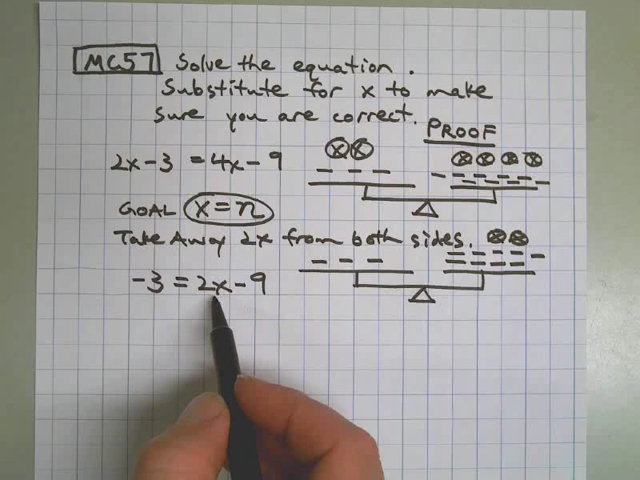 MC57 Solve the equation.
Substitute for x to make
sure you are correct.
PROOF
2x-3 = 4x-9
GOAL x=n
Take Away 2x from both sides.
-3 = 2x-9